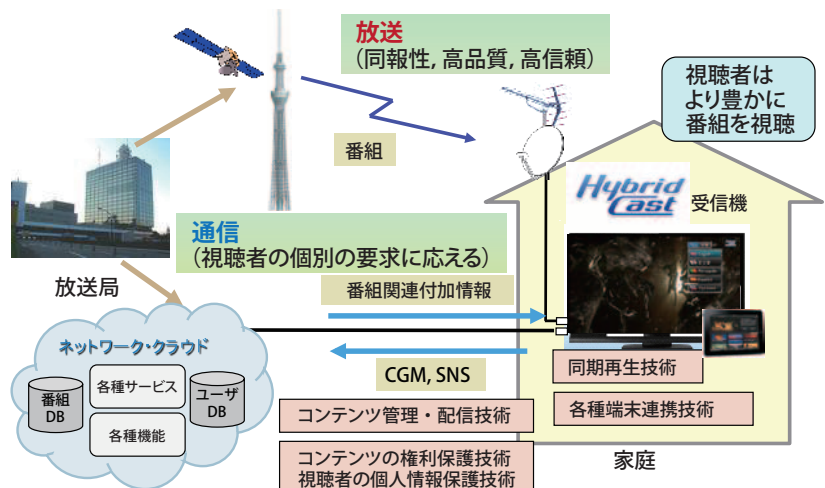 放送
(同報性, 高品質, 高信頼)
視聴者は
より豊かに
番組を視聴
番組
Hybrid
Cast
受信機
通信
(視聴者の個別の要求に応える)
放送局
番組関連付加情報
ネットワーク・クラウド
番組
DB
各種サービス
各種機能
ユーザ
DB
CGM, SNS
同期再生技術
各種端末連携技術
コンテンツ管理・配信技術
コンテンツの権利保護技術
視聴者の個人情報保護技術
家庭